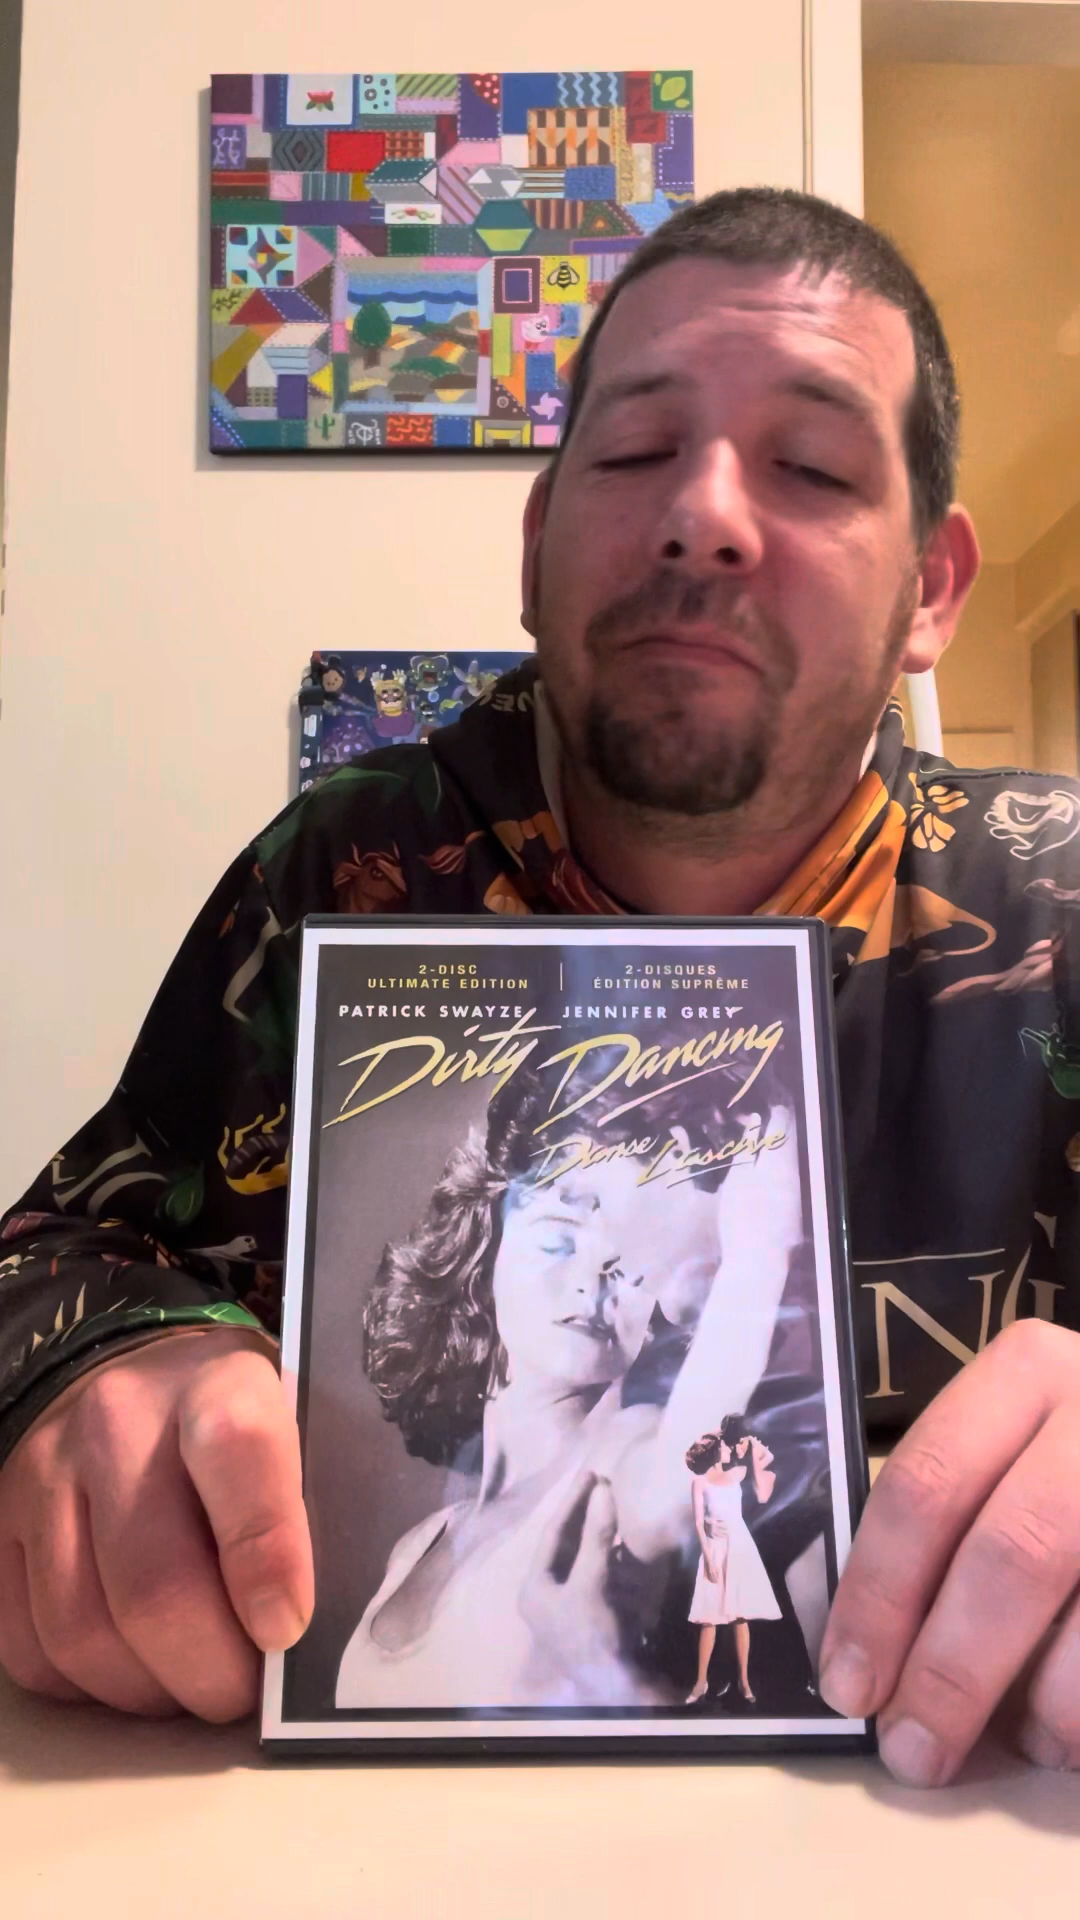 2-DISC
ULTIMATE EDITION
2-DISQUES
ÉDITION SUPRÊME
PATRICK SWAYZE JENNIFER GREY
Dirty Dancing
Danse Lascive